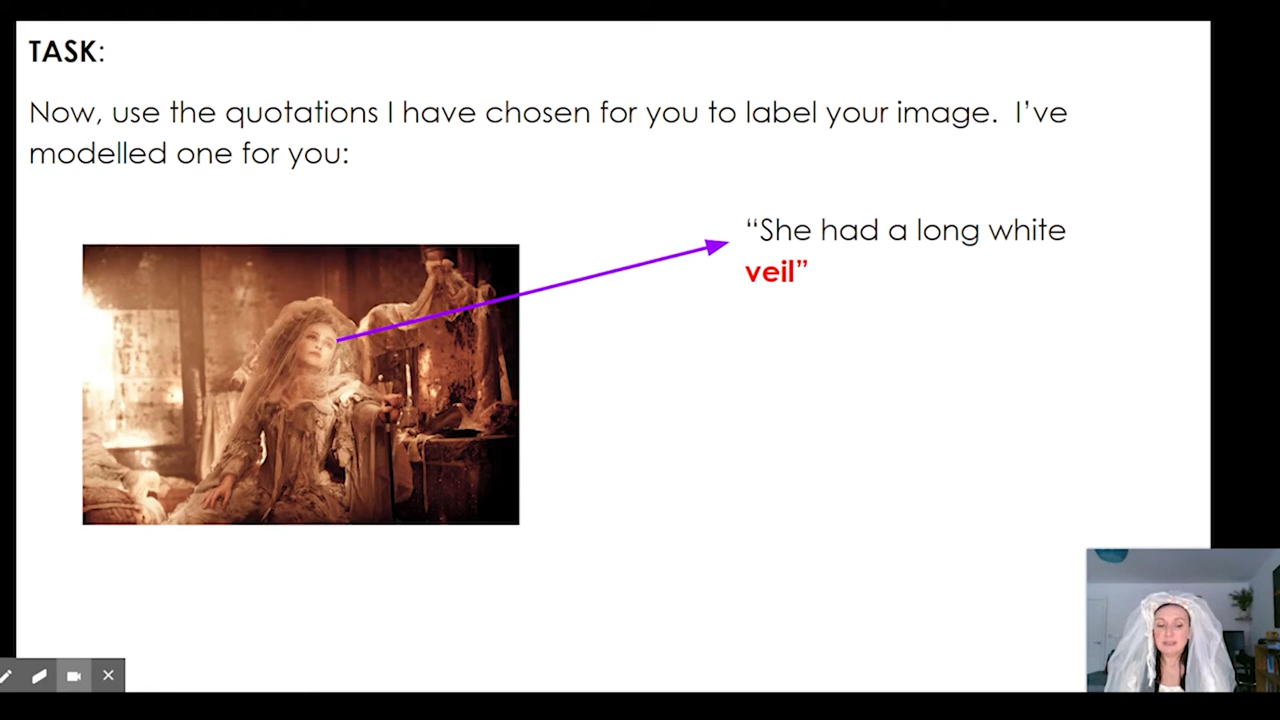 TASK:
Now, use the quotations I have chosen for you to label your image.  I’ve
modelled one for you:
“She had a long white
veil”